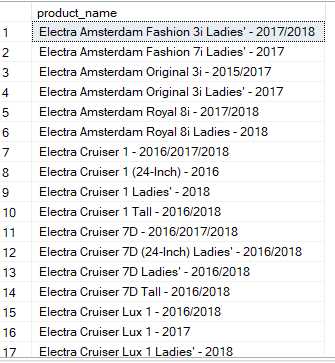 product_name
1 Electra Amsterdam Fashion 3i Ladies' - 2017/2018
2 Electra Amsterdam Fashion 7i Ladies' - 2017
3 Electra Amsterdam Original 3i - 2015/2017
4 Electra Amsterdam Original 3i Ladies' - 2017
5 Electra Amsterdam Royal 8i - 2017/2018
6 Electra Amsterdam Royal 8i Ladies - 2018
7 Electra Cruiser 1 - 2016/2017/2018
8 Electra Cruiser 1 (24-Inch) - 2016
9 Electra Cruiser 1 Ladies' - 2018
10 Electra Cruiser 1 Tall - 2016/2018
11 Electra Cruiser 7D - 2016/2017/2018
12 Electra Cruiser 7D (24-Inch) Ladies' - 2016/2018
13 Electra Cruiser 7D Ladies' - 2016/2018
14 Electra Cruiser 7D Tall - 2016/2018
15 Electra Cruiser Lux 1 - 2016/2018
16 Electra Cruiser Lux 1 - 2017
17 Electra Cruiser Lux 1 Ladies' - 2018